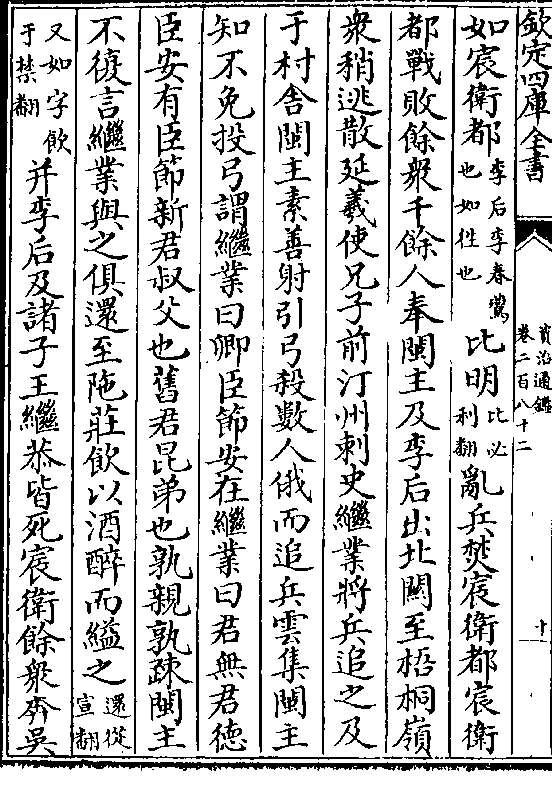 欽定四庫全書
資治通鑑
卷二百八十二
十
如宸衛都李后李春鷰也如徃也比明比必利翻亂兵焚宸衛都宸衛
都戰敗餘衆千餘人奉閩主及李后出北關至梧桐嶺
衆稍逃散延羲使兄子前汀州刺史繼業將兵追之及
于村舍閩主素善射引弓殺數人俄而追兵雲集閩主
知不免投弓謂繼業曰卿臣節安在繼業曰君無君德
臣安有臣節新君叔父也舊君昆弟也孰親孰疎閩主
不復言繼業與之俱還至陁莊飲以酒醉而縊之還從宣翻
又如字飲于禁翻并李后及諸子王繼恭皆死宸衛餘衆奔吳